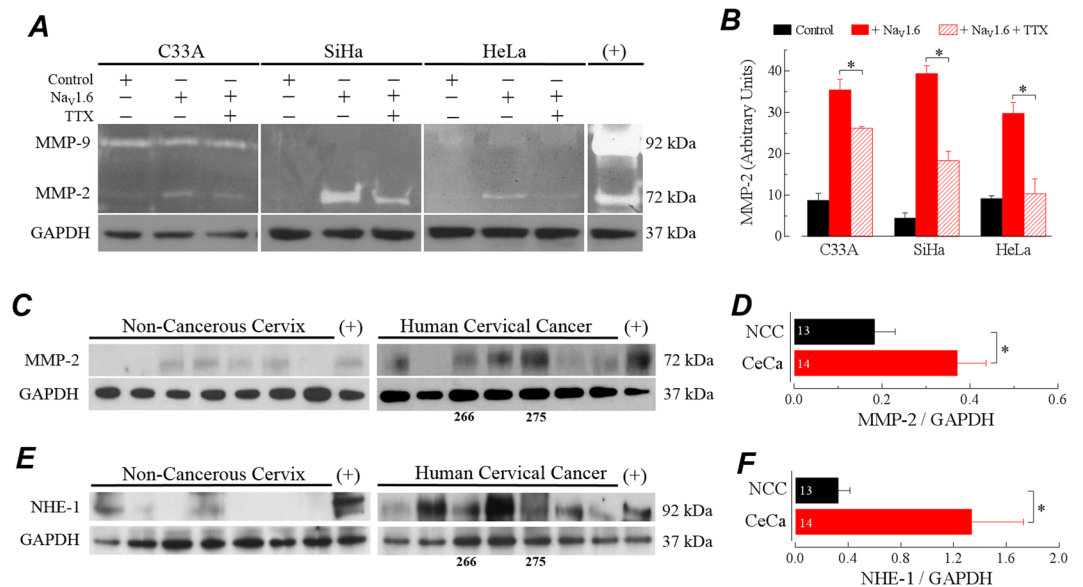 A
C33A SiHa HeLa (+)
Control + − − + − − + − −
NaV1.6 − + + − + + − + +
TTX − − + − − + − − +
MMP-9 92 kDa
MMP-2 72 kDa
GAPDH 37 kDa
B
Control + NaV1.6 + NaV1.6 + TTX
MMP-2 (Arbitrary Units)
40
30
20
10
0
* * *
C33A SiHa HeLa
C
Non-Cancerous Cervix (+) Human Cervical Cancer (+)
MMP-2 72 kDa
GAPDH 37 kDa
266 275
D
NCC 13
CeCa 14
*
0.0 0.2 0.4 0.6
MMP-2 / GAPDH
E
Non-Cancerous Cervix (+) Human Cervical Cancer (+)
NHE-1 92 kDa
GAPDH 37 kDa
266 275
F
NCC 13
CeCa 14
*
0.0 0.4 0.8 1.2 1.6 2.0
NHE-1 / GAPDH